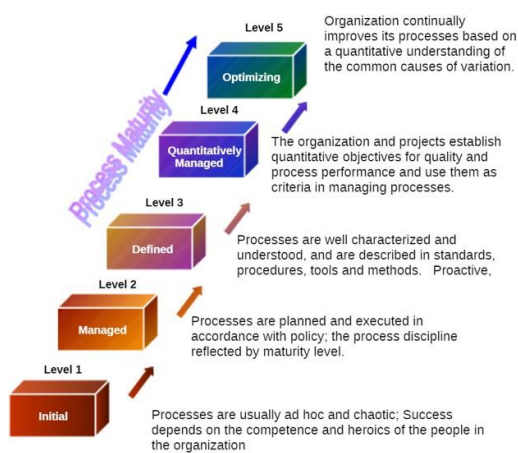 Level 5
Organization continually
improves its processes based on
a quantitative understanding of
the common causes of variation.
Optimizing
Process Maturity
Level 4
Quantitatively
Managed
The organization and projects establish
quantitative objectives for quality and
process performance and use them as
criteria in managing processes.
Level 3
Defined
Processes are well characterized and
understood, and are described in standards,
procedures, tools and methods. Proactive,
Level 2
Managed
Processes are planned and executed in
accordance with policy; the process discipline
reflected by maturity level.
Level 1
Initial
Processes are usually ad hoc and chaotic; Success
depends on the competence and heroics of the people in
the organization